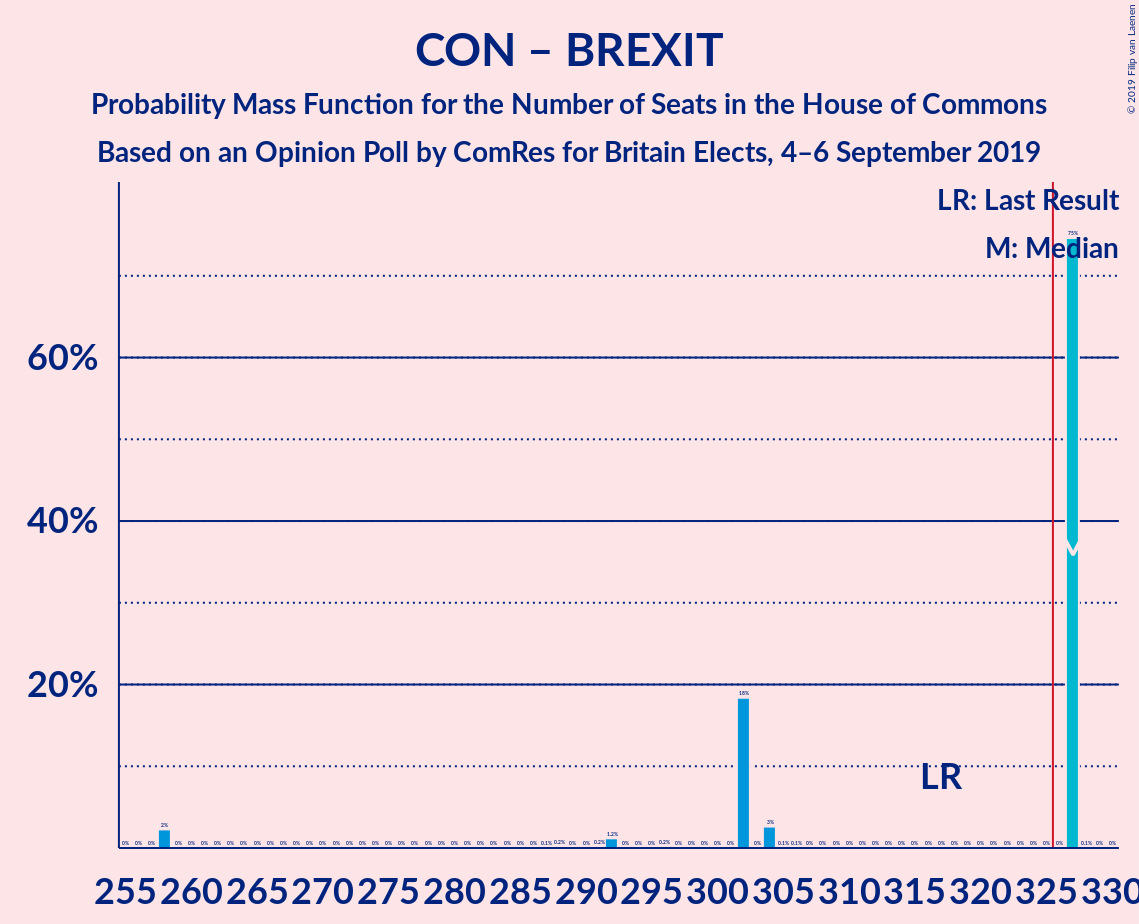 CON – BREXIT
Probability Mass Function for the Number of Seats in the House of Commons
Based on an Opinion Poll by ComRes for Britain Elects, 4–6 September 2019
© 2019 Filip van Laenen
LR: Last Result
M: Median
75%
60%
40%
20%
18%
LR
3%
2%
1.2%
255 260 265 270 275 280 285 290 295 300 305 310 315 320 325 330